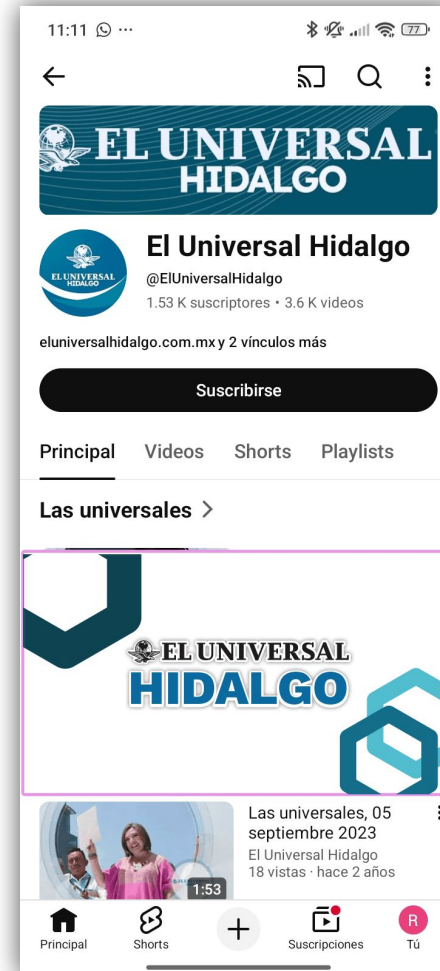 11:11
77
EL UNIVERSAL
HIDALGO
EL UNIVERSAL
HIDALGO
El Universal Hidalgo
@ElUniversalHidalgo
1.53 K suscriptores • 3.6 K videos
eluniversalhidalgo.com.mx y 2 vínculos más
Suscribirse
Principal Videos Shorts Playlists
Las universales
EL UNIVERSAL
HIDALGO
Las universales, 05
septiembre 2023
El Universal Hidalgo
18 vistas · hace 2 años
1:53
Principal Shorts Suscripciones R Tú